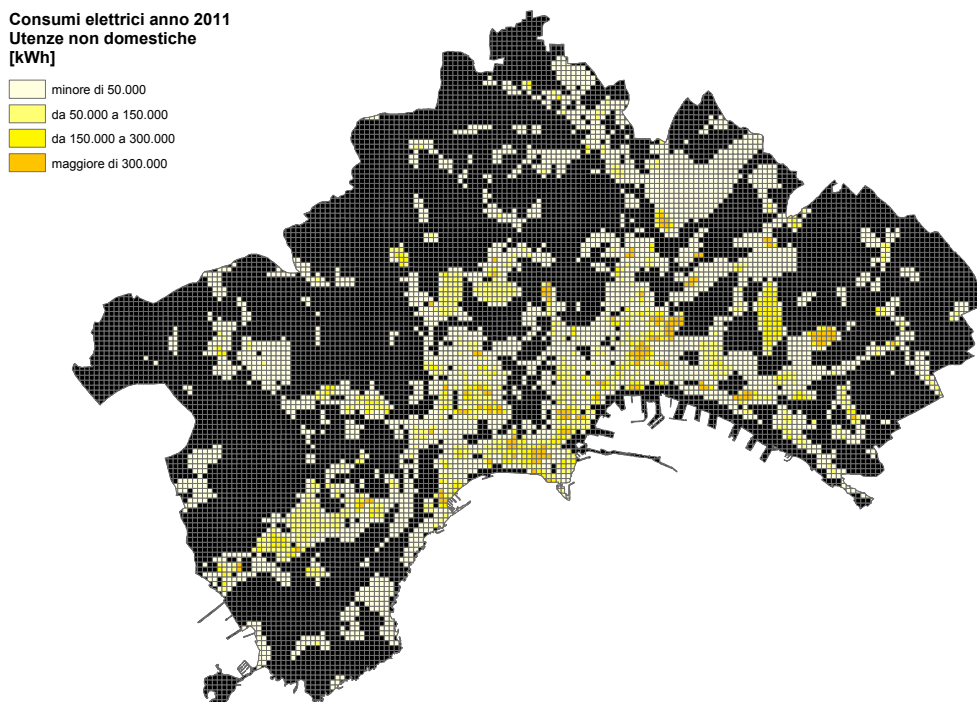 Consumi elettrici anno 2011
Utenze non domestiche
[kWh]
minore di 50.000
da 50.000 a 150.000
da 150.000 a 300.000
maggiore di 300.000